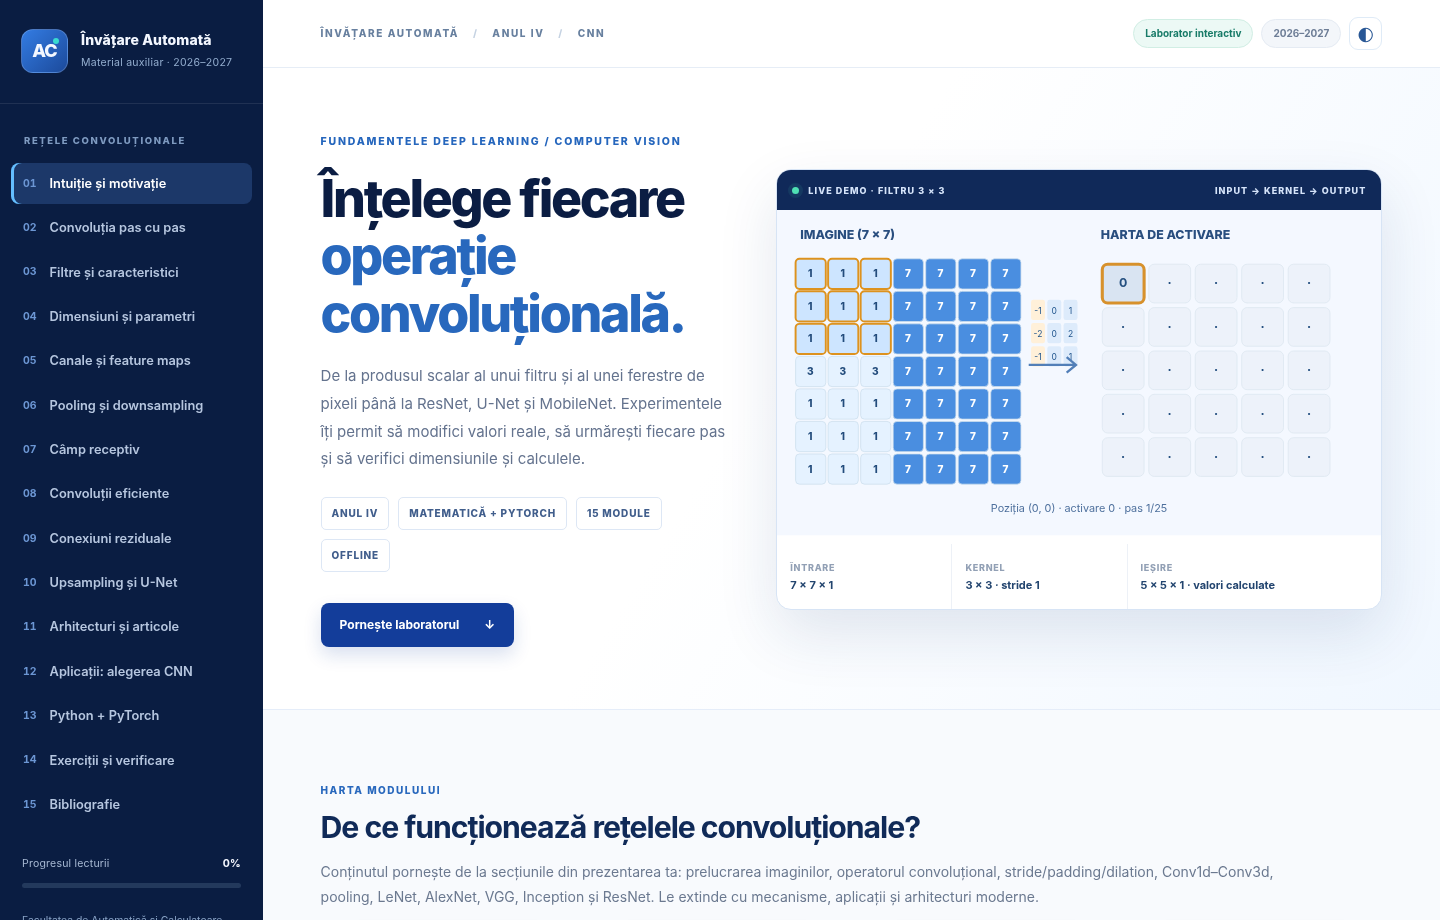 AC
Învățare Automată
Material auxiliar · 2026–2027
REȚELE CONVOLUȚIONALE
01 Intuiție și motivație
02 Convoluția pas cu pas
03 Filtre și caracteristici
04 Dimensiuni și parametri
05 Canale și feature maps
06 Pooling și downsampling
07 Câmp receptiv
08 Convoluții eficiente
09 Conexiuni reziduale
10 Upsampling și U-Net
11 Arhitecturi și articole
12 Aplicații: alegerea CNN
13 Python + PyTorch
14 Exerciții și verificare
15 Bibliografie
Progresul lecturii 0%
Facultatea de Automatică și Calculatoare
ÎNVĂȚARE AUTOMATĂ / ANUL IV / CNN
Laborator interactiv
2026–2027
FUNDAMENTELE DEEP LEARNING / COMPUTER VISION
Înțelege fiecare
operație
convoluțională.
De la produsul scalar al unui filtru și al unei ferestre de
pixeli până la ResNet, U-Net și MobileNet. Experimentele
îți permit să modifici valori reale, să urmărești fiecare pas
și să verifici dimensiunile și calculele.
ANUL IV
MATEMATICĂ + PYTORCH
15 MODULE
OFFLINE
Pornește laboratorul ↓
LIVE DEMO · FILTRU 3 × 3
INPUT → KERNEL → OUTPUT
IMAGINE (7 × 7)
1 1 1 7 7 7 7
1 1 1 7 7 7 7
1 1 1 7 7 7 7
3 3 3 7 7 7 7
1 1 1 7 7 7 7
1 1 1 7 7 7 7
1 1 1 7 7 7 7
-1 0 1
-2 0 2
-1 0 1
HARTA DE ACTIVARE
0 · · · ·
· · · · ·
· · · · ·
· · · · ·
· · · · ·
Poziția (0, 0) · activare 0 · pas 1/25
ÎNTRARE
7 × 7 × 1
KERNEL
3 × 3 · stride 1
IEȘIRE
5 × 5 × 1 · valori calculate
HARTA MODULULUI
De ce funcționează rețelele convoluționale?
Conținutul pornește de la secțiunile din prezentarea ta: prelucrarea imaginilor, operatorul convoluțional, stride/padding/dilation, Conv1d–Conv3d,
pooling, LeNet, AlexNet, VGG, Inception și ResNet. Le extinde cu mecanisme, aplicații și arhitecturi moderne.